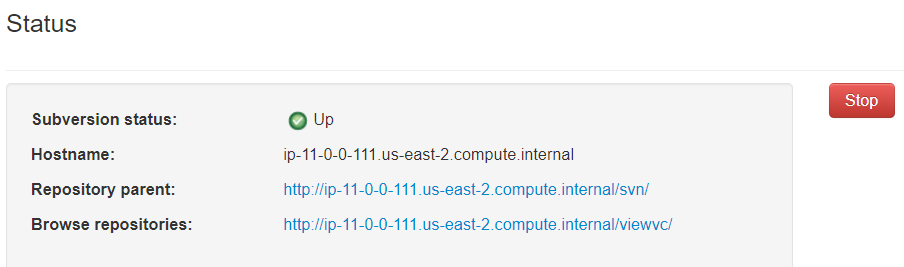 Status
Stop
Subversion status: Up
Hostname: ip-11-0-0-111.us-east-2.compute.internal
Repository parent: http://ip-11-0-0-111.us-east-2.compute.internal/svn/
Browse repositories: http://ip-11-0-0-111.us-east-2.compute.internal/viewvc/